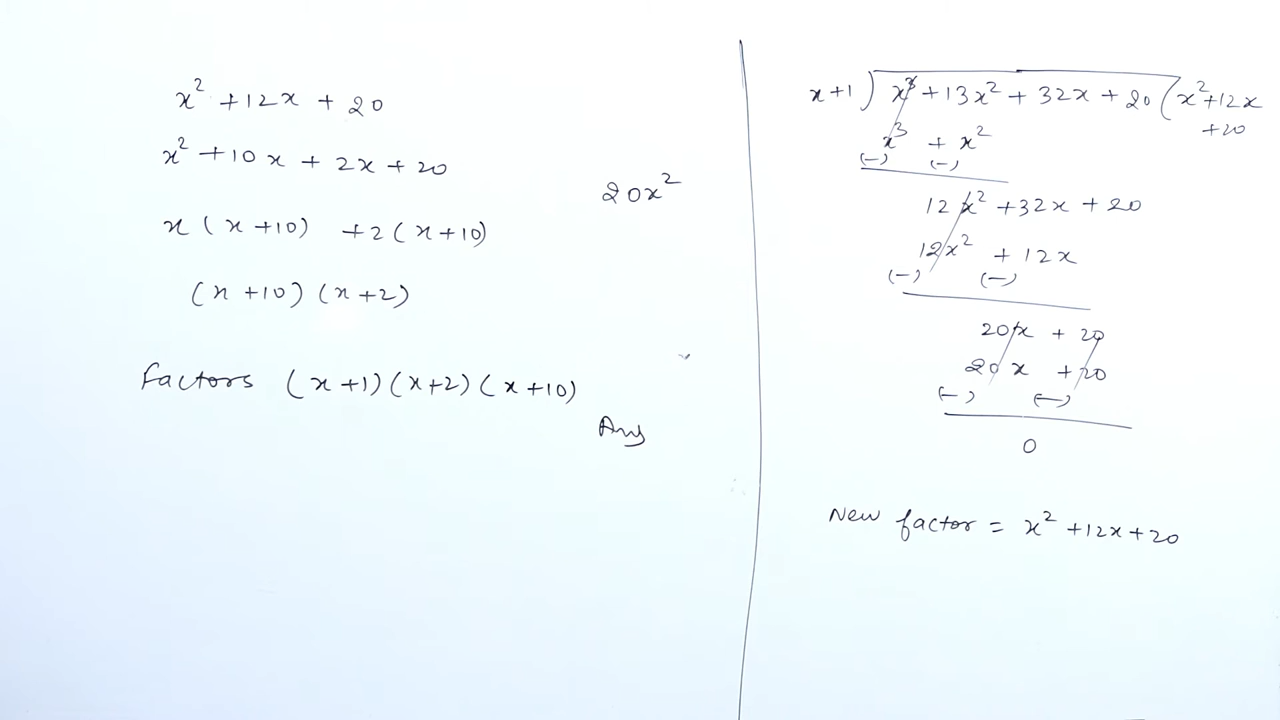 x² + 12x + 20
x² + 10x + 2x + 20
20x²
x (x + 10) + 2 (x + 10)
(x + 10) (x + 2)
Factors (x + 1) (x + 2) (x + 10)
Ans
x + 1 ) x³ + 13x² + 32x + 20 ( x² + 12x
+ 20
x³ + x²
(–) (–)
12x² + 32x + 20
12x² + 12x
(–) (–)
20x + 20
20x + 20
(–) (–)
0
New factor = x² + 12x + 20